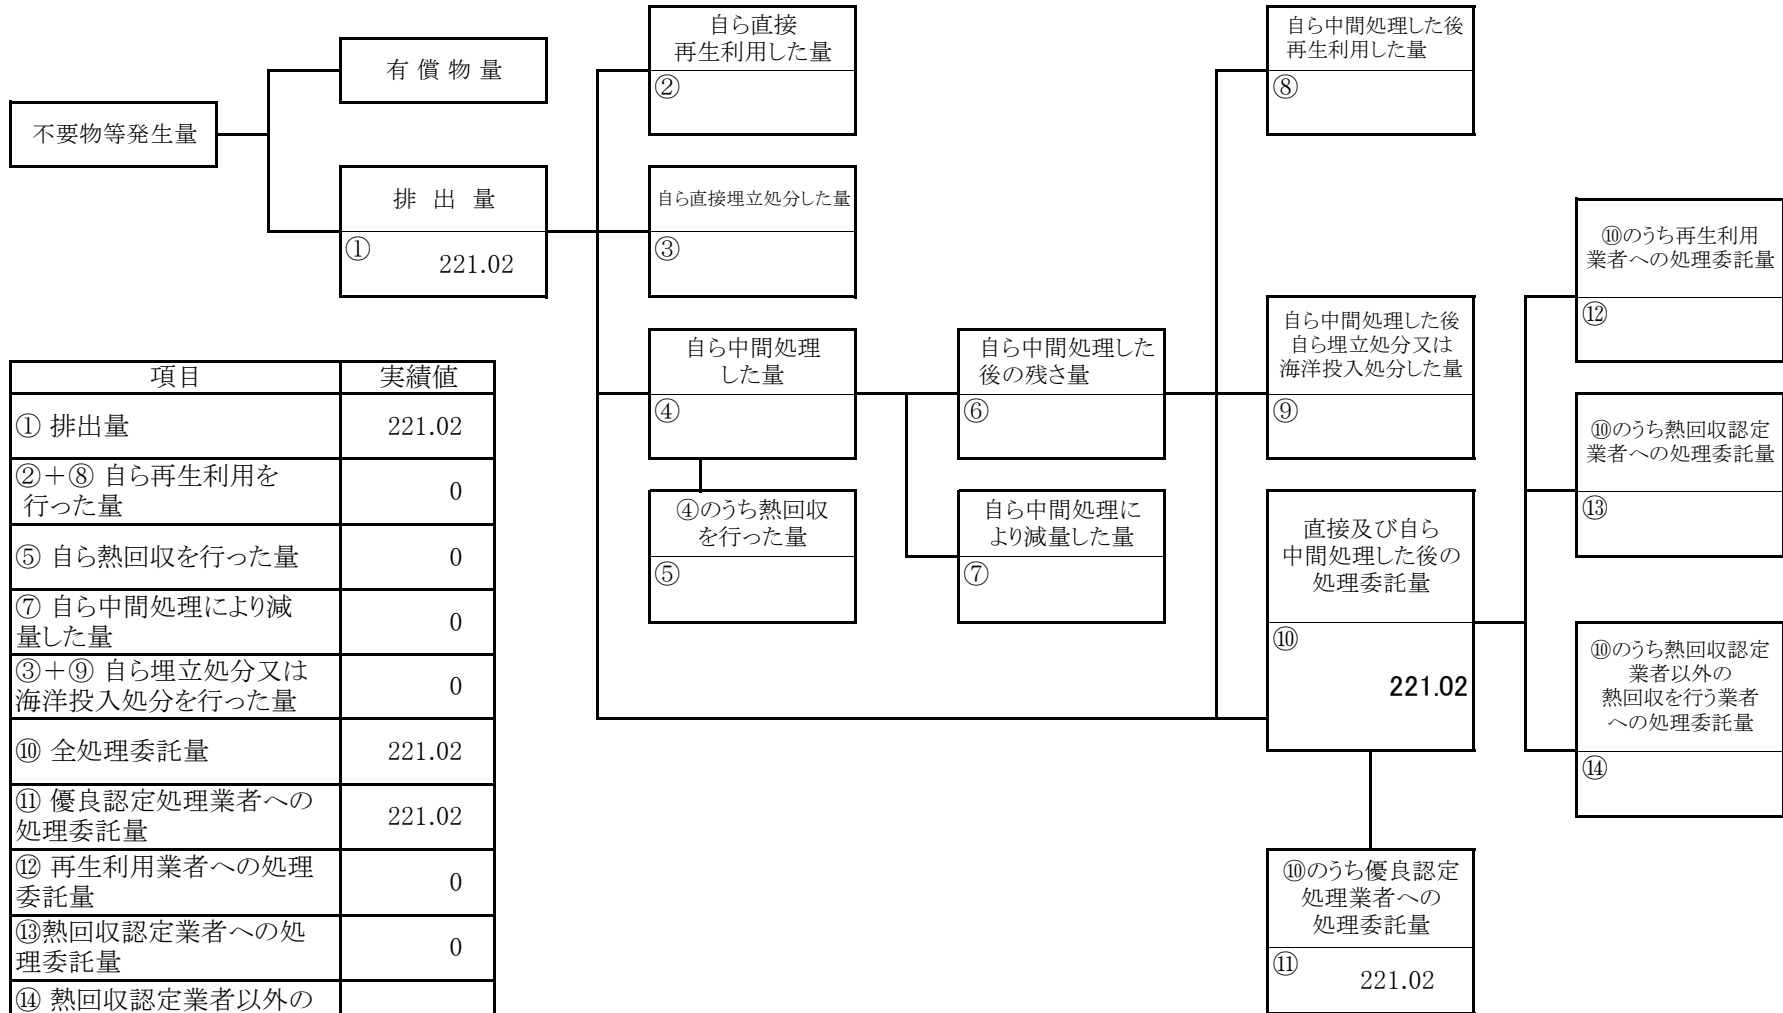 不要物等発生量
有 償 物 量
排 出 量
①
221.02
自ら直接
再生利用した量
②
自ら直接埋立処分した量
③
自ら中間処理
した量
④
④のうち熱回収
を行った量
⑤
自ら中間処理した
後の残さ量
⑥
自ら中間処理に
より減量した量
⑦
自ら中間処理した後
再生利用した量
⑧
自ら中間処理した後
自ら埋立処分又は
海洋投入処分した量
⑨
直接及び自ら
中間処理した後の
処理委託量
⑩
221.02
⑩のうち優良認定
処理業者への
処理委託量
⑪
221.02
⑩のうち再生利用
業者への処理委託量
⑫
⑩のうち熱回収認定
業者への処理委託量
⑬
⑩のうち熱回収認定
業者以外の
熱回収を行う業者
への処理委託量
⑭
項目 実績値
① 排出量 221.02
②+⑧ 自ら再生利用を
行った量 0
⑤ 自ら熱回収を行った量 0
⑦ 自ら中間処理により減
量した量 0
③+⑨ 自ら埋立処分又は
海洋投入処分を行った量 0
⑩ 全処理委託量 221.02
⑪ 優良認定処理業者への
処理委託量 221.02
⑫ 再生利用業者への処理
委託量 0
⑬熱回収認定業者への処
理委託量 0
⑭ 熱回収認定業者以外の